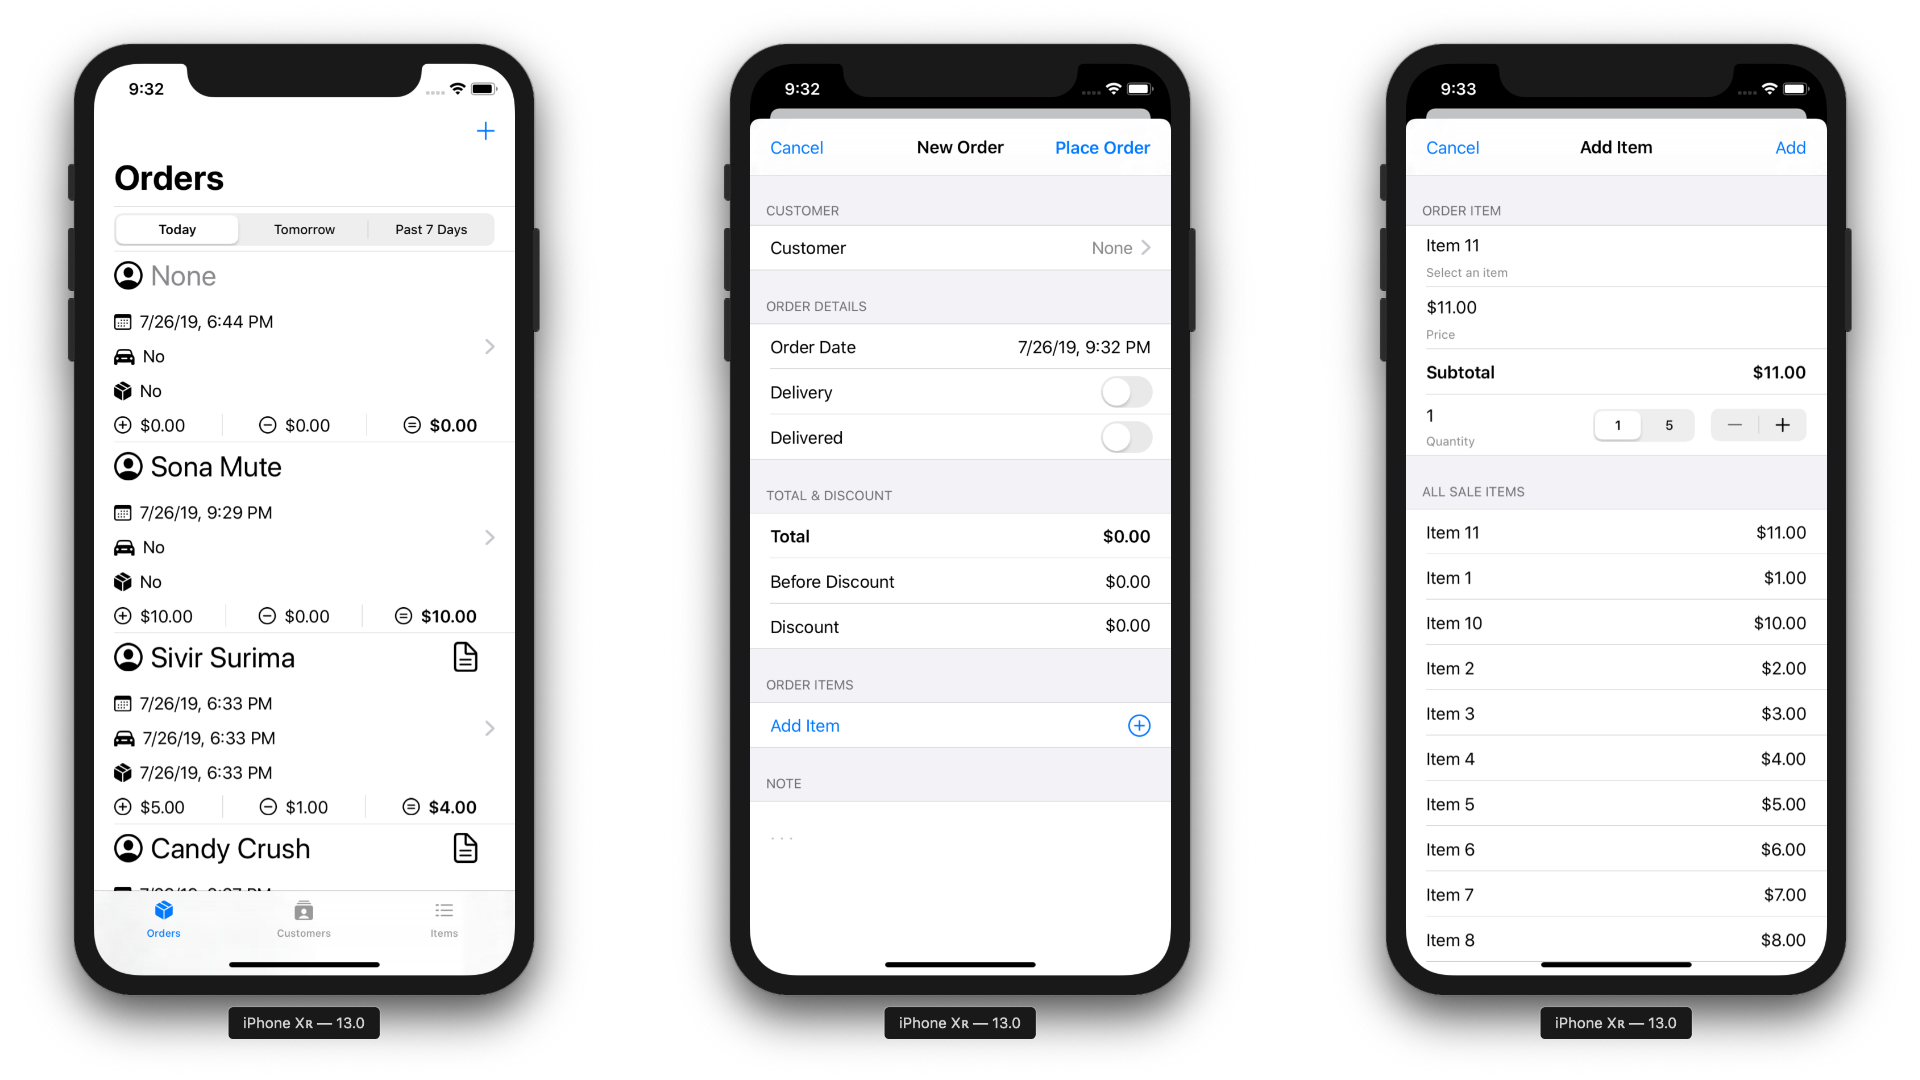 9:32
Orders
Today Tomorrow Past 7 Days
None
7/26/19, 6:44 PM
No
No
$0.00 $0.00 $0.00
Sona Mute
7/26/19, 9:29 PM
No
No
$10.00 $0.00 $10.00
Sivir Surima
7/26/19, 6:33 PM
7/26/19, 6:33 PM
7/26/19, 6:33 PM
$5.00 $1.00 $4.00
Candy Crush
Orders Customers Items
iPhone XR — 13.0
9:32
Cancel New Order Place Order
CUSTOMER
Customer None
ORDER DETAILS
Order Date 7/26/19, 9:32 PM
Delivery
Delivered
TOTAL & DISCOUNT
Total $0.00
Before Discount $0.00
Discount $0.00
ORDER ITEMS
Add Item
NOTE
...
iPhone XR — 13.0
9:33
Cancel Add Item Add
ORDER ITEM
Item 11
Select an item
$11.00
Price
Subtotal $11.00
1 1 5
Quantity
ALL SALE ITEMS
Item 11 $11.00
Item 1 $1.00
Item 10 $10.00
Item 2 $2.00
Item 3 $3.00
Item 4 $4.00
Item 5 $5.00
Item 6 $6.00
Item 7 $7.00
Item 8 $8.00
iPhone XR — 13.0